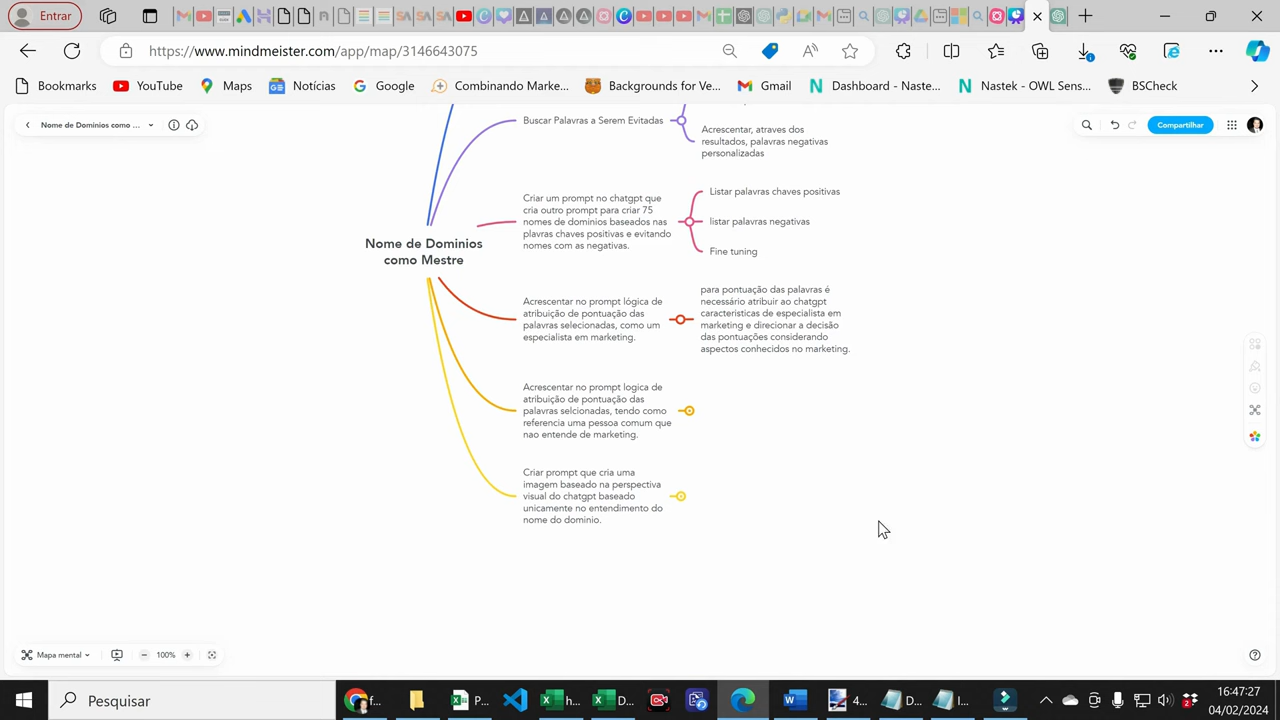 Entrar
https://www.mindmeister.com/app/map/3146643075
Bookmarks
YouTube
Maps
Notícias
Google
Combinando Marke...
Backgrounds for Ve...
Gmail
Dashboard - Naste...
Nastek - OWL Sens...
BSCheck
Nome de Domínios como ...
Compartilhar
Buscar Palavras a Serem Evitadas
Acrescentar, atraves dos
resultados, palavras negativas
personalizadas
Criar um prompt no chatgpt que
cria outro prompt para criar 75
nomes de dominios baseados nas
plavras chaves positivas e evitando
nomes com as negativas.
Listar palavras chaves positivas
listar palavras negativas
Fine tuning
Nome de Dominios
como Mestre
Acrescentar no prompt lógica de
atribuição de pontuação das
palavras selecionadas, como um
especialista em marketing.
para pontuação das palavras é
necessário atribuir ao chatgpt
caracteristicas de especialista em
marketing e direcionar a decisão
das pontuações considerando
aspectos conhecidos no marketing.
Acrescentar no prompt logica de
atribuição de pontuação das
palavras selcionadas, tendo como
referencia uma pessoa comum que
nao entende de marketing.
Criar prompt que cria uma
imagem baseado na perspectiva
visual do chatgpt baseado
unicamente no entendimento do
nome do dominio.
Mapa mental
100%
Pesquisar
f...
P...
h...
D...
4...
D...
I...
16:47:27
04/02/2024